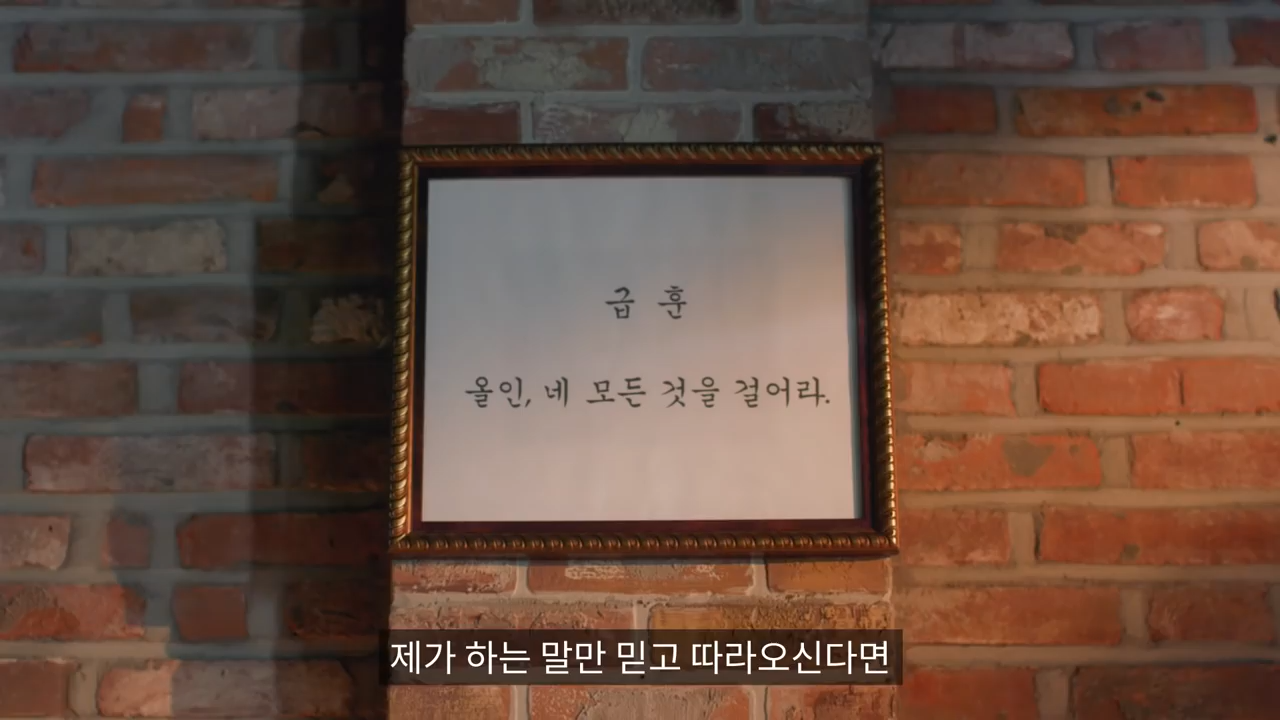 급 훈
올인, 네 모든 것을 걸어라.
제가 하는 말만 믿고 따라오신다면